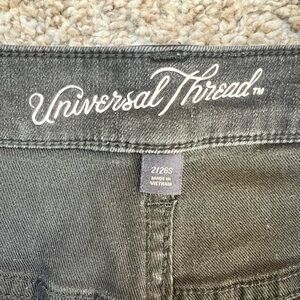 Universal Thread™
2/26S
MADE IN
VIETNAM